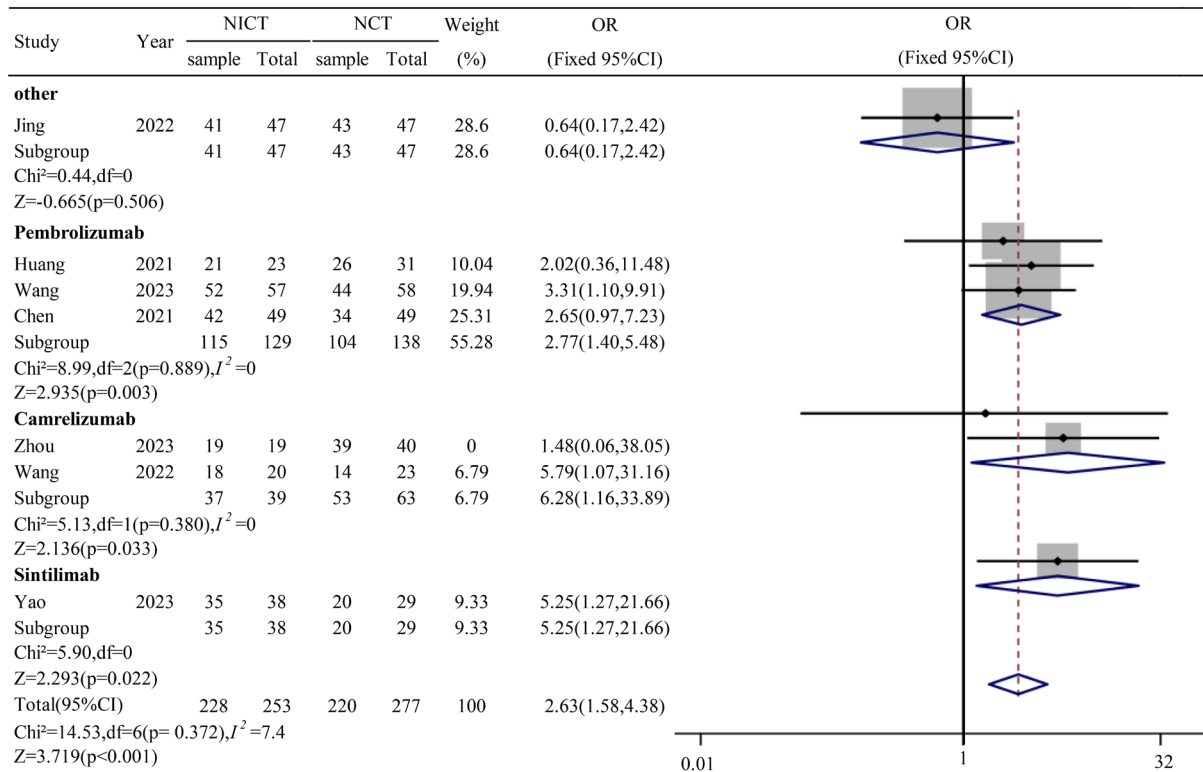 Study Year NICT NCT Weight OR OR
sample Total sample Total (%) (Fixed 95%CI) (Fixed 95%CI)
other
Jing 2022 41 47 43 47 28.6 0.64(0.17,2.42)
Subgroup 41 47 43 47 28.6 0.64(0.17,2.42)
Chi²=0.44,df=0
Z=-0.665(p=0.506)
Pembrolizumab
Huang 2021 21 23 26 31 10.04 2.02(0.36,11.48)
Wang 2023 52 57 44 58 19.94 3.31(1.10,9.91)
Chen 2021 42 49 34 49 25.31 2.65(0.97,7.23)
Subgroup 115 129 104 138 55.28 2.77(1.40,5.48)
Chi²=8.99,df=2(p=0.889),I²=0
Z=2.935(p=0.003)
Camrelizumab
Zhou 2023 19 19 39 40 0 1.48(0.06,38.05)
Wang 2022 18 20 14 23 6.79 5.79(1.07,31.16)
Subgroup 37 39 53 63 6.79 6.28(1.16,33.89)
Chi²=5.13,df=1(p=0.380),I²=0
Z=2.136(p=0.033)
Sintilimab
Yao 2023 35 38 20 29 9.33 5.25(1.27,21.66)
Subgroup 35 38 20 29 9.33 5.25(1.27,21.66)
Chi²=5.90,df=0
Z=2.293(p=0.022)
Total(95%CI) 228 253 220 277 100 2.63(1.58,4.38)
Chi²=14.53,df=6(p= 0.372),I²=7.4
Z=3.719(p<0.001)
0.01 1 32